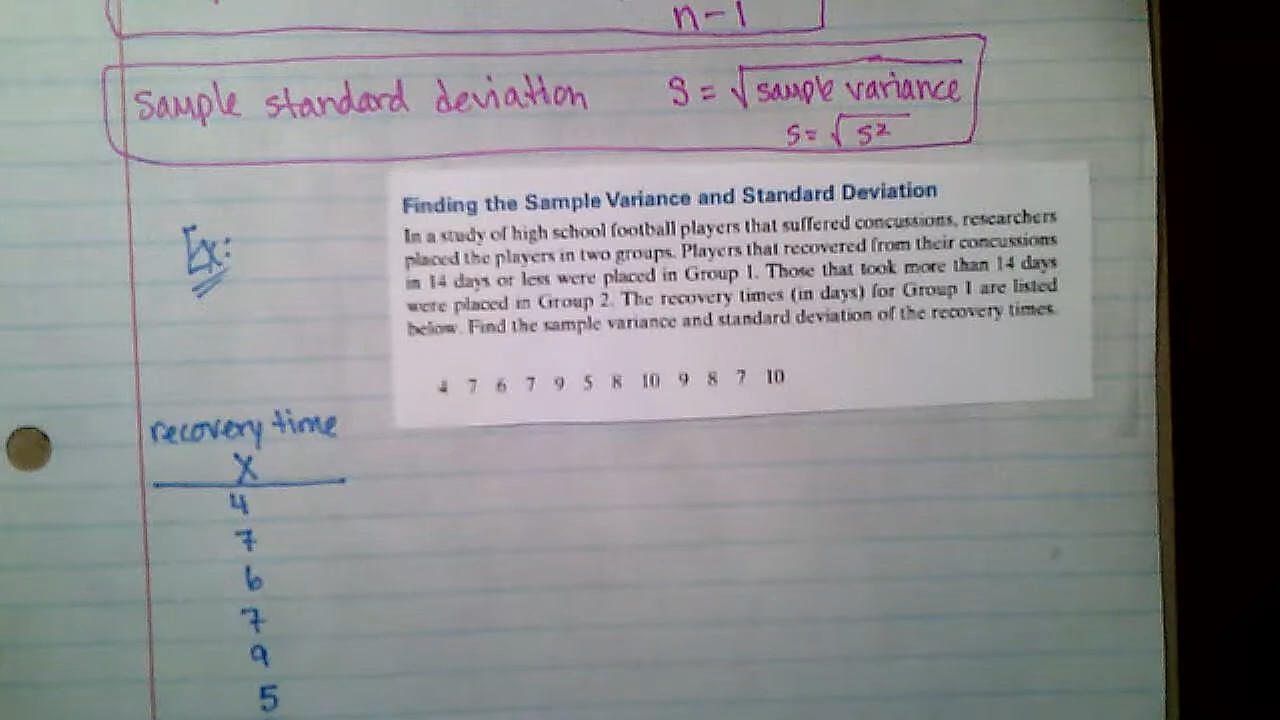 n-1
Sample standard deviation S = √sample variance
S = √s²
Ex:
Finding the Sample Variance and Standard Deviation
In a study of high school football players that suffered concussions, researchers
placed the players in two groups. Players that recovered from their concussions
in 14 days or less were placed in Group 1. Those that took more than 14 days
were placed in Group 2. The recovery times (in days) for Group 1 are listed
below. Find the sample variance and standard deviation of the recovery times.
4 7 6 7 9 5 8 10 9 8 7 10
recovery time
X
4
7
6
7
9
5